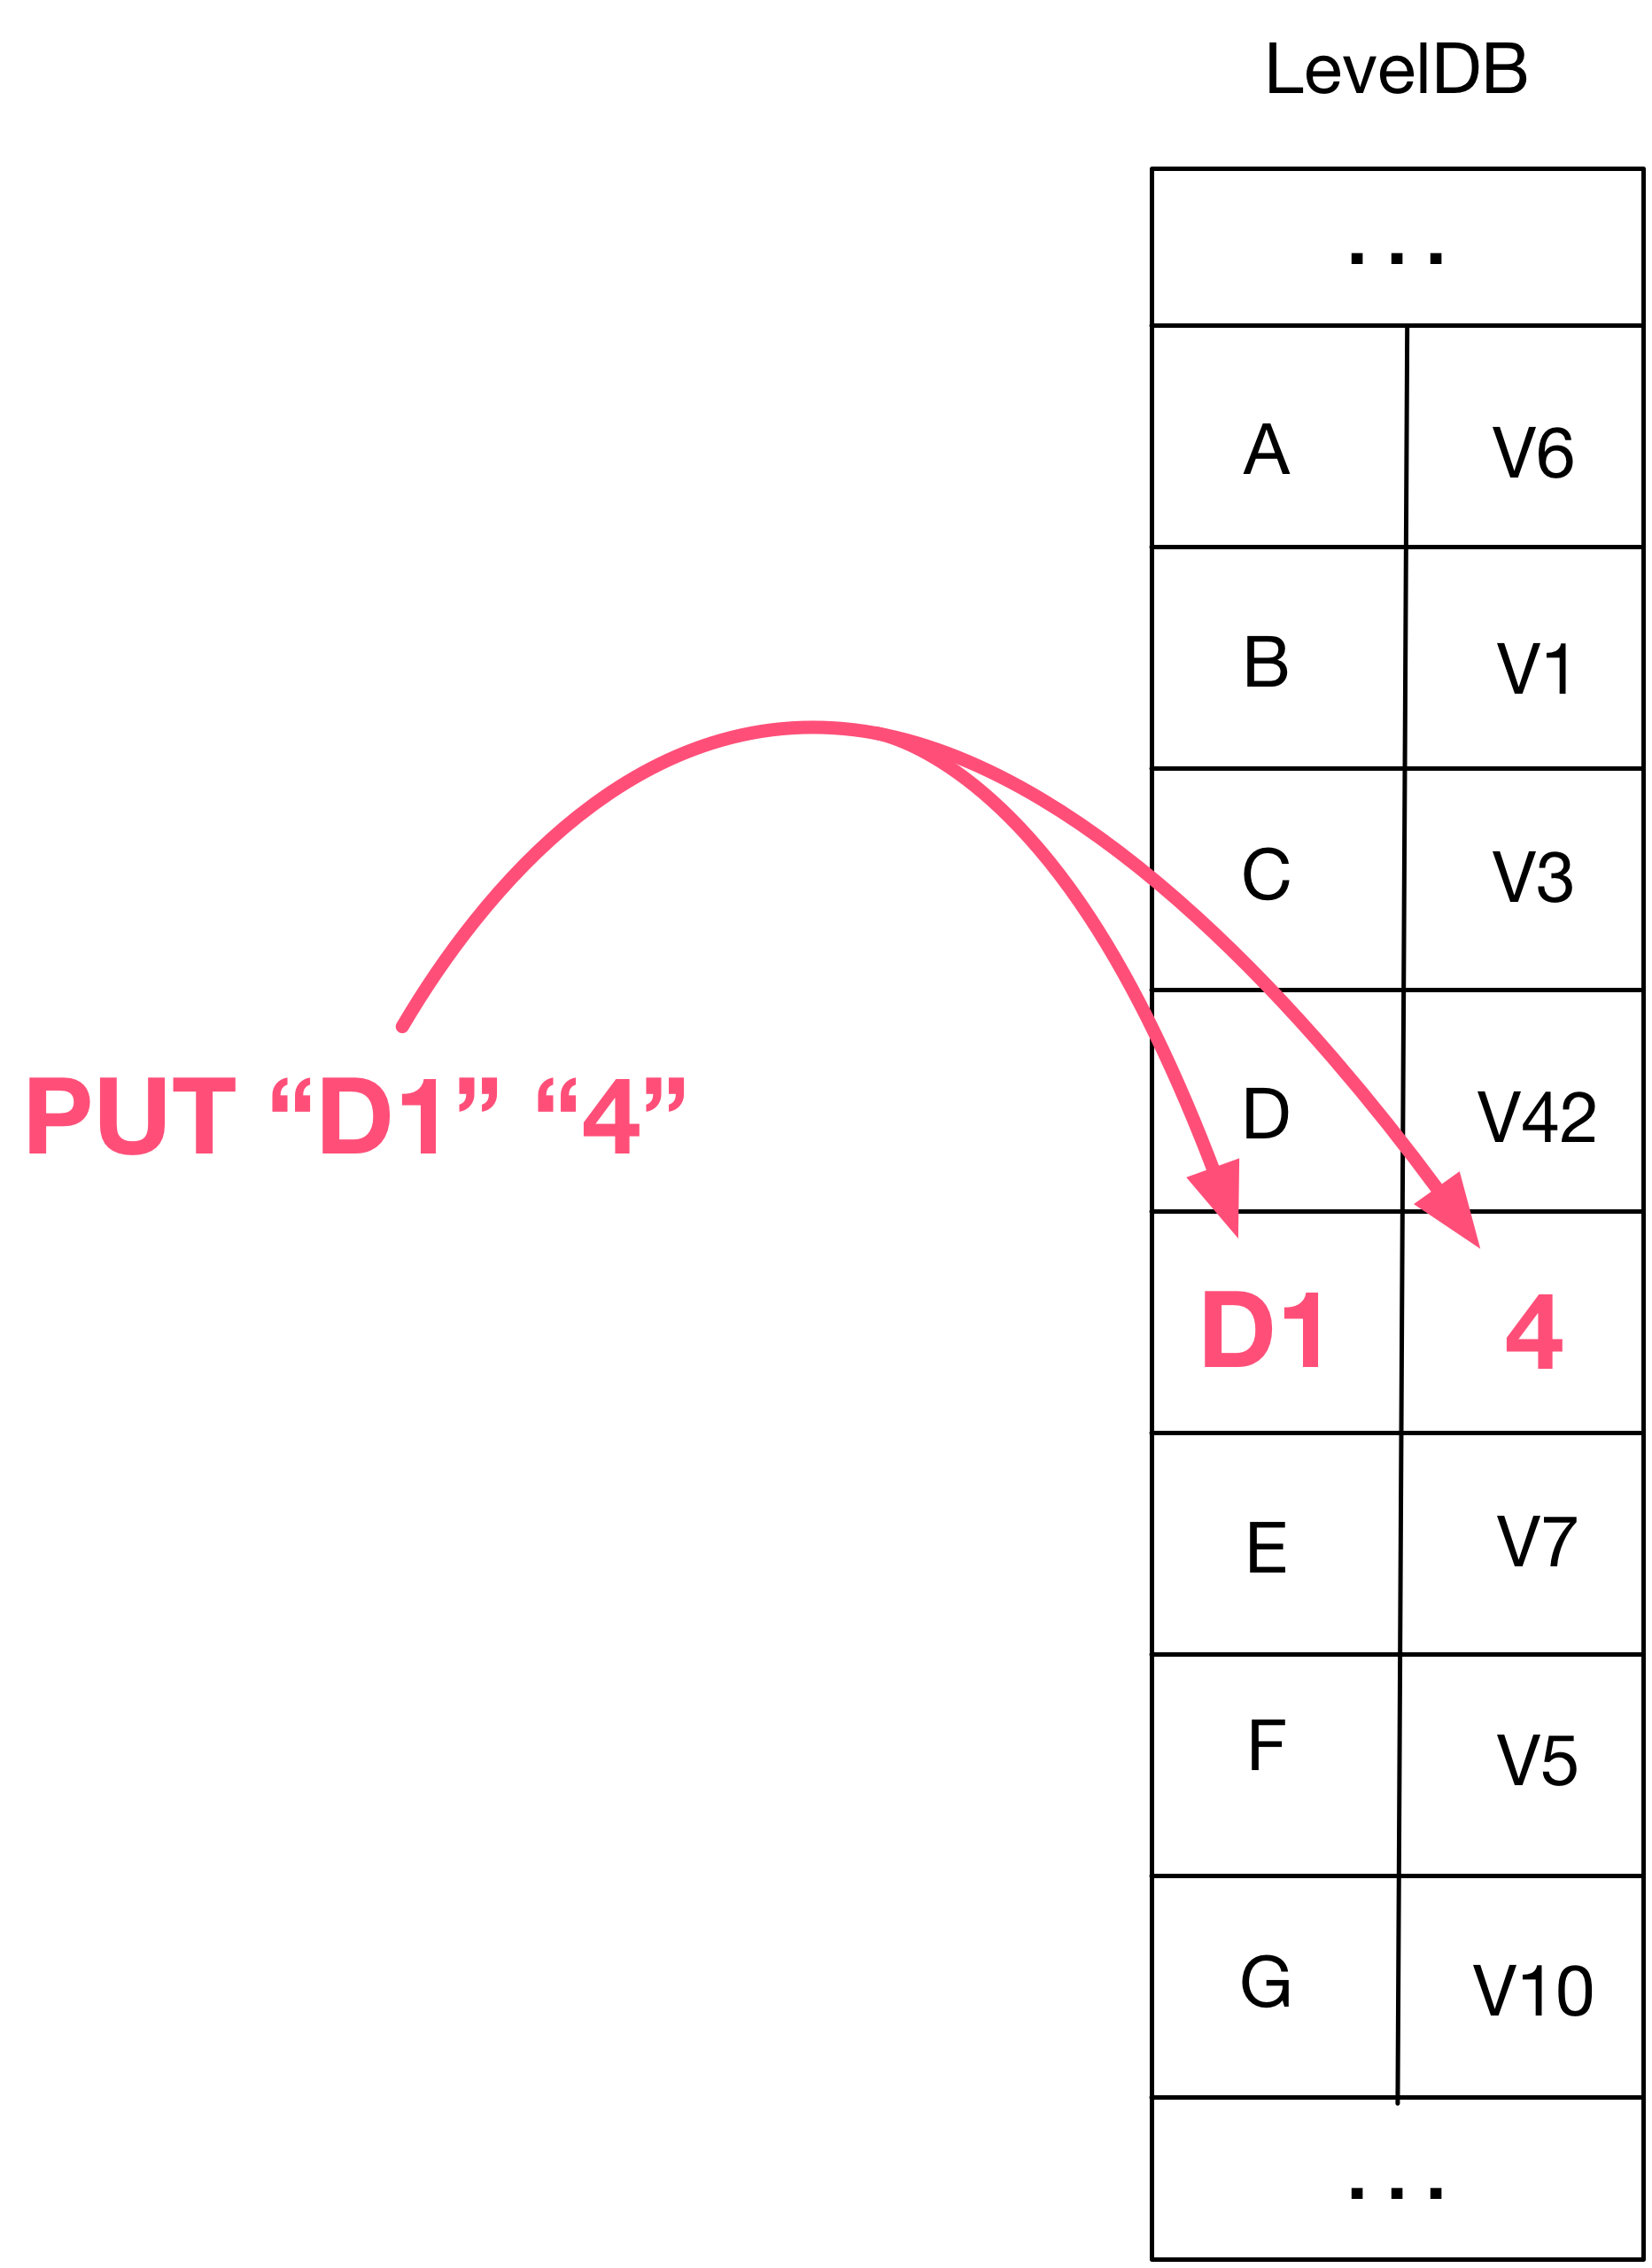 LevelDB
...
A V6
B V1
C V3
D V42
PUT “D1” “4”
D1 4
E V7
F V5
G V10
...